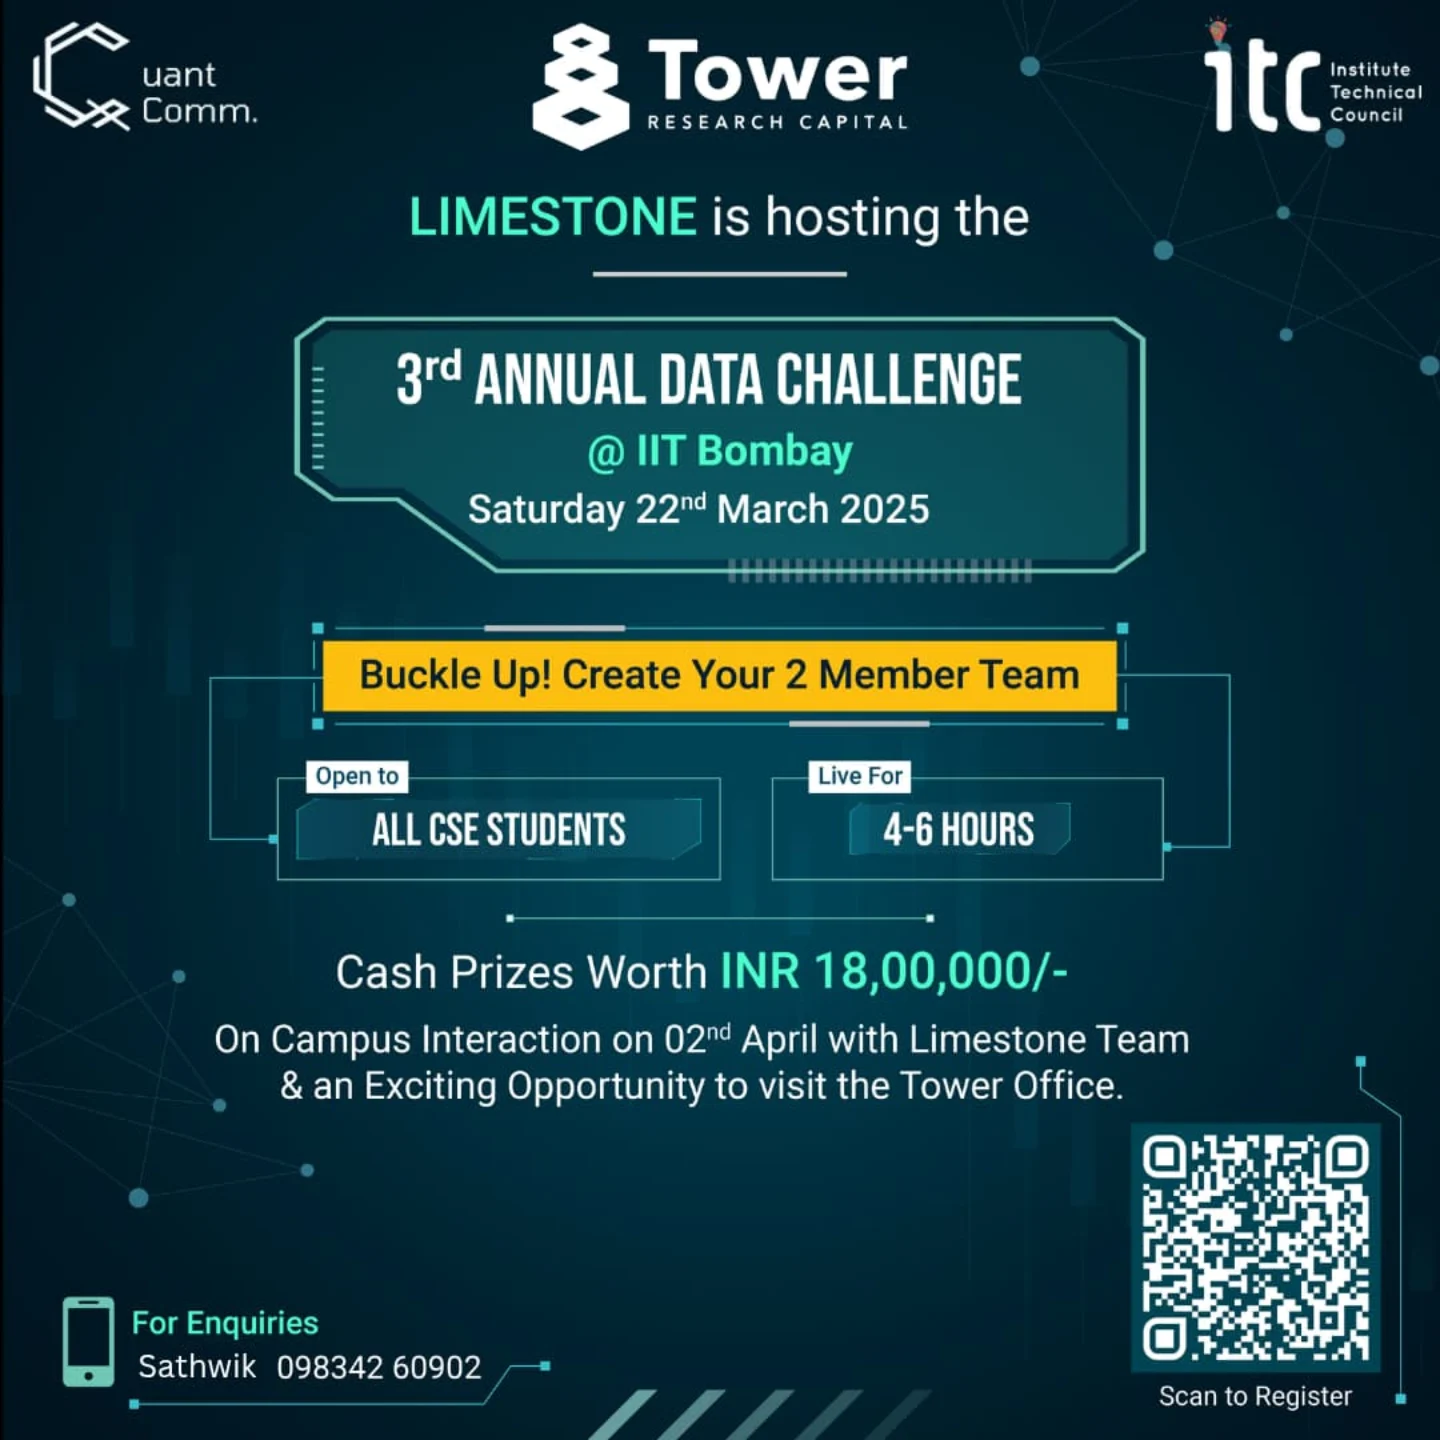 uant
Comm.
Tower
RESEARCH CAPITAL
itc
Institute
Technical
Council
LIMESTONE is hosting the
3rd ANNUAL DATA CHALLENGE
@ IIT Bombay
Saturday 22nd March 2025
Buckle Up! Create Your 2 Member Team
Open to
ALL CSE STUDENTS
Live For
4-6 HOURS
Cash Prizes Worth INR 18,00,000/-
On Campus Interaction on 02nd April with Limestone Team
& an Exciting Opportunity to visit the Tower Office.
For Enquiries
Sathwik 098342 60902
Scan to Register